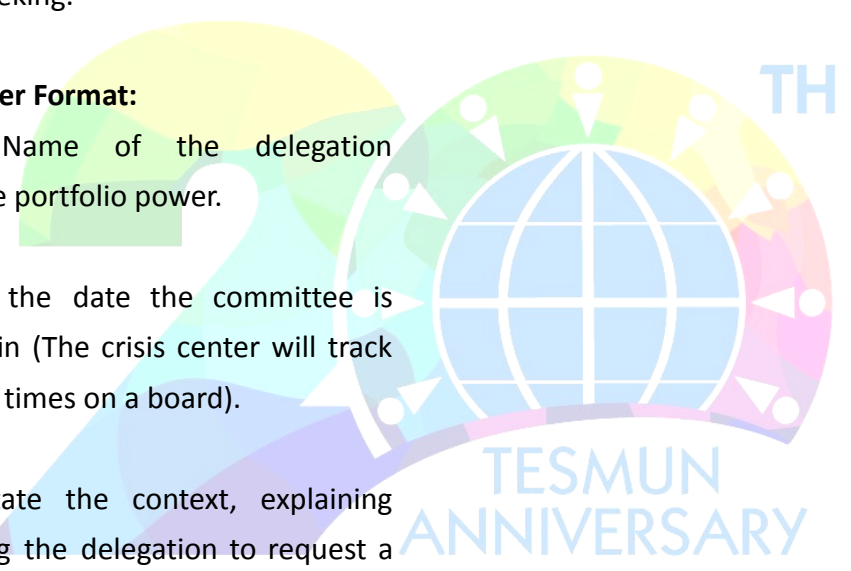 er Format:
Name of the delegation
e portfolio power.
the date the committee is
in (The crisis center will track
times on a board).
ate the context, explaining
g the delegation to request a
TH
TESMUN
ANNIVERSARY